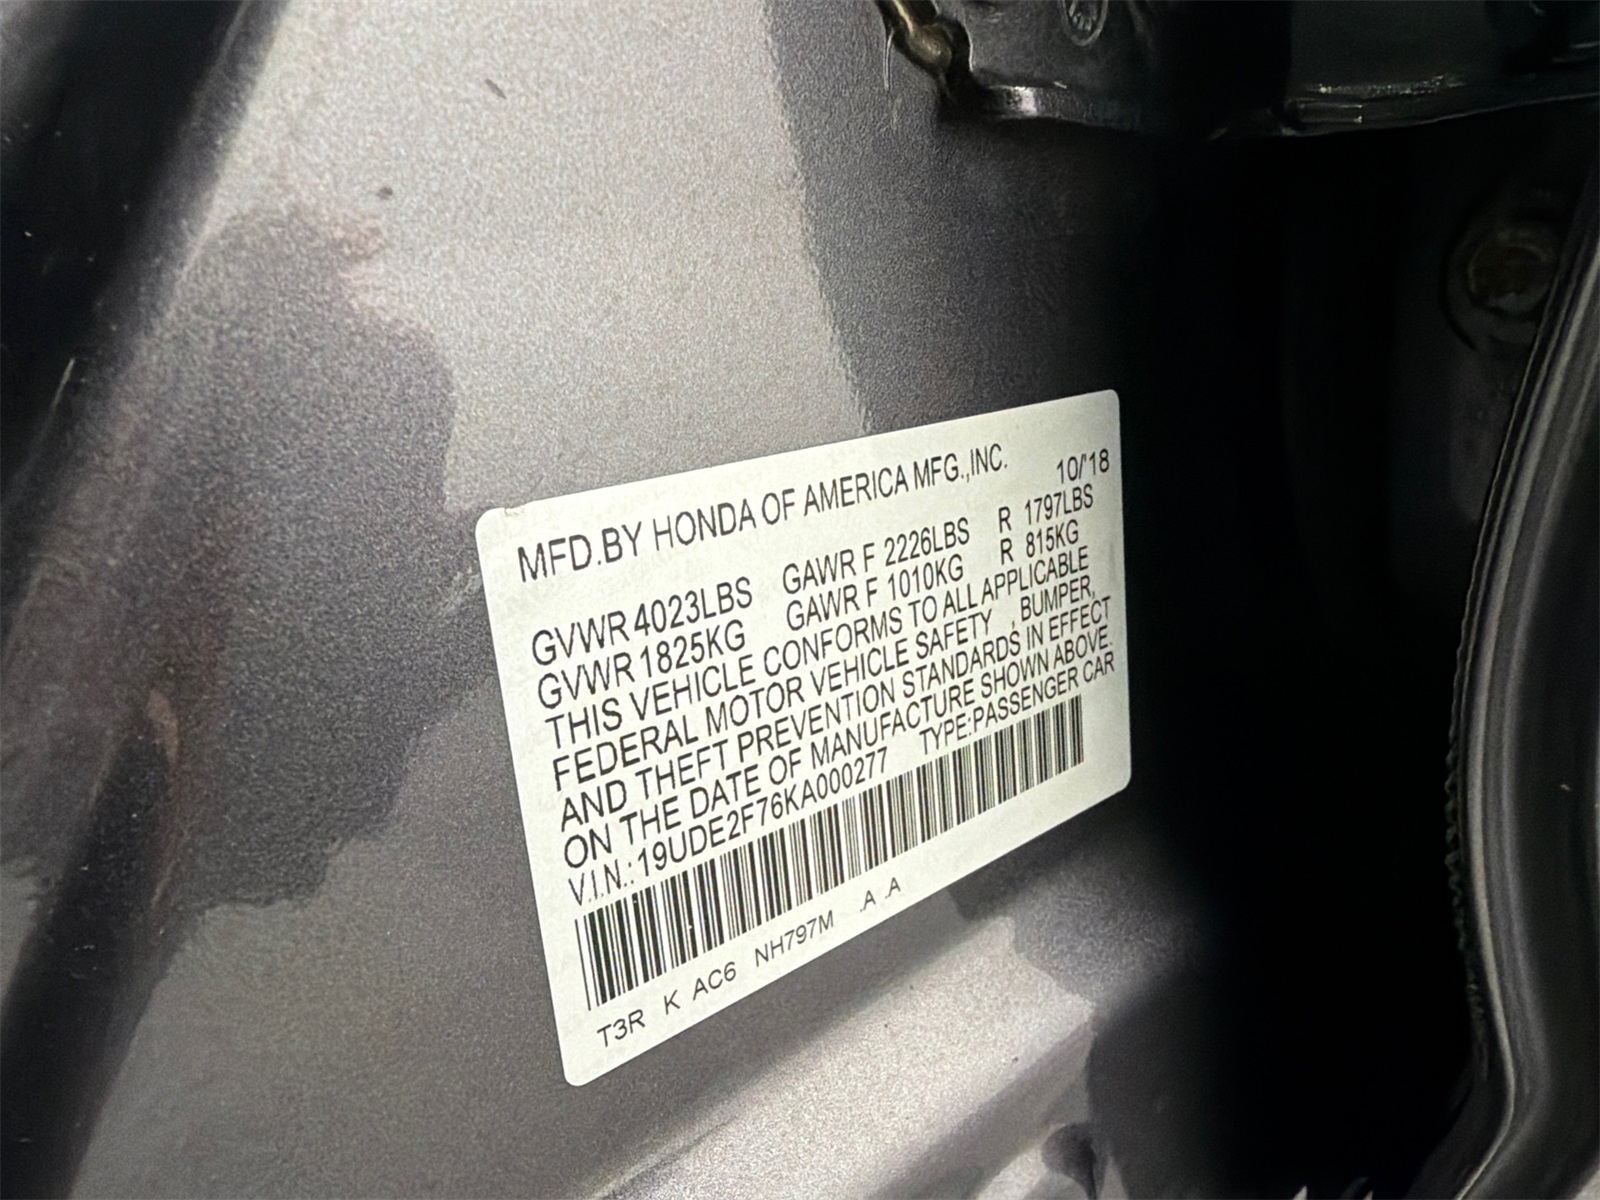 MFD.BY HONDA OF AMERICA MFG.,INC. 10/'18
GVWR 4023LBS GAWR F 2226LBS R 1797LBS
GVWR 1825KG GAWR F 1010KG R 815KG
THIS VEHICLE CONFORMS TO ALL APPLICABLE
FEDERAL MOTOR VEHICLE SAFETY , BUMPER,
AND THEFT PREVENTION STANDARDS IN EFFECT
ON THE DATE OF MANUFACTURE SHOWN ABOVE.
V.I.N.: 19UDE2F76KA000277 TYPE:PASSENGER CAR
T3R K AC6 NH797M .A .A